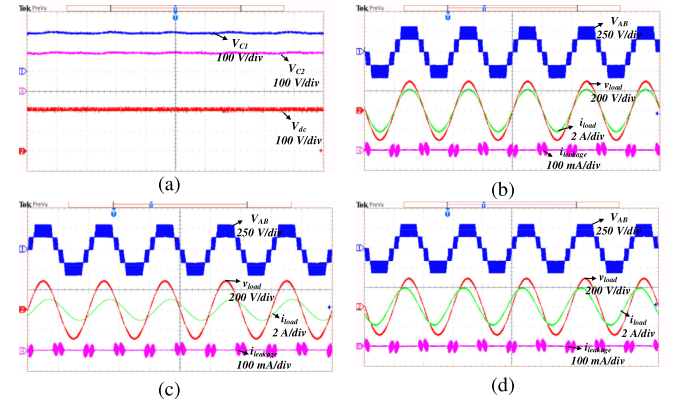 (a)
Tek PreVu
V_C1
100 V/div
V_C2
100 V/div
V_dc
100 V/div
(b)
Tek PreVu
V_AB
250 V/div
v_load
200 V/div
i_load
2 A/div
i_leakage
100 mA/div
(c)
Tek PreVu
V_AB
250 V/div
v_load
200 V/div
i_load
2 A/div
i_leakage
100 mA/div
(d)
Tek PreVu
V_AB
250 V/div
v_load
200 V/div
i_load
2 A/div
i_leakage
100 mA/div